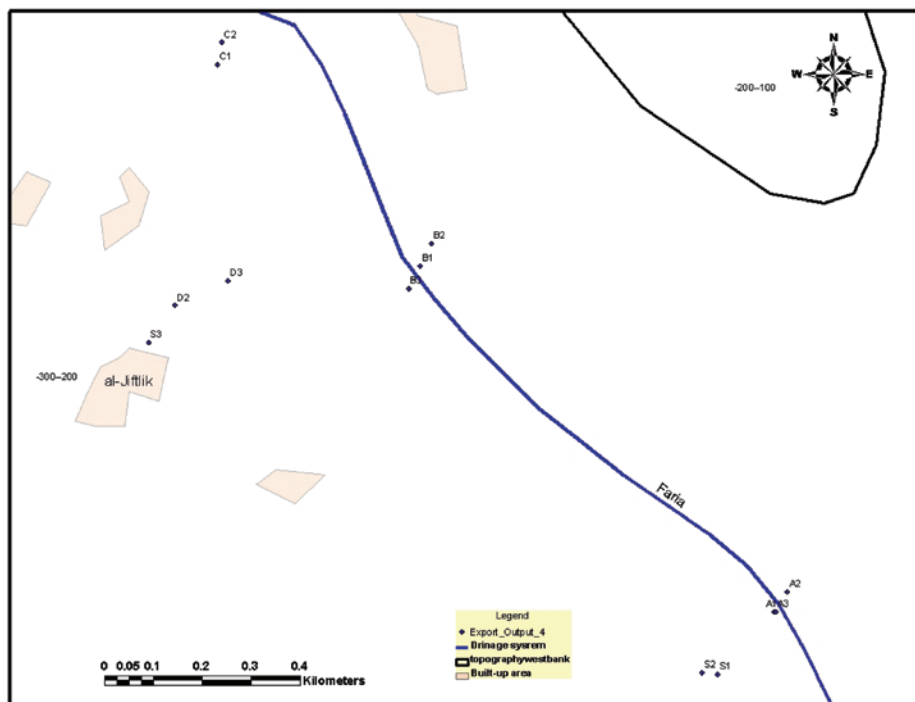 C2
C1
N
W E
S
-200--100
B2
B1
B3
D3
D2
S3
-300--200
al-Jiftlik
Faria
A2
A1 A3
S2 S1
Legend
Export_Output_4
Drinage sysrem
topographywestbank
Built-up area
0 0.05 0.1 0.2 0.3 0.4
Kilometers